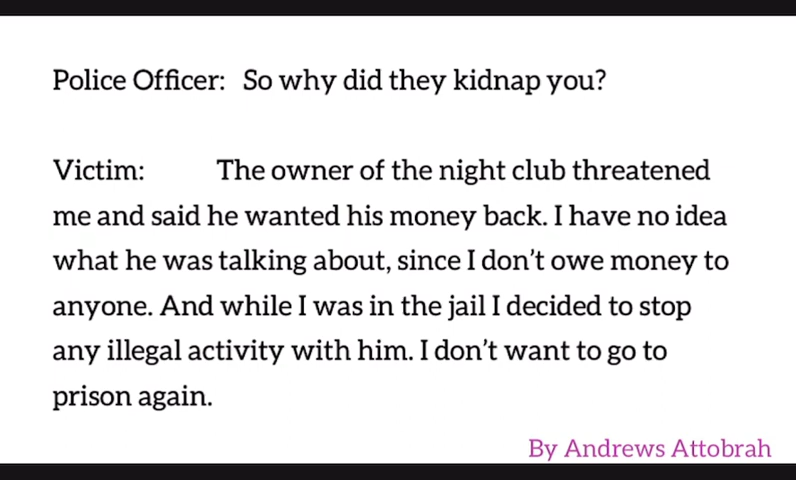 Police Officer: So why did they kidnap you?
Victim: The owner of the night club threatened
me and said he wanted his money back. I have no idea
what he was talking about, since I don't owe money to
anyone. And while I was in the jail I decided to stop
any illegal activity with him. I don't want to go to
prison again.
By Andrews Attobrah